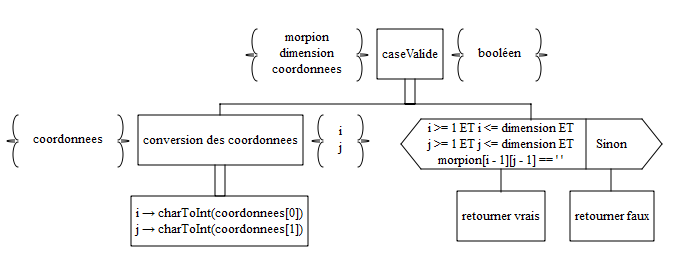 morpion
dimension
coordonnees
caseValide
booléen
coordonnees
conversion des coordonnees
i
j
i >= 1 ET i <= dimension ET
j >= 1 ET j <= dimension ET
morpion[i - 1][j - 1] == ' '
Sinon
i → charToInt(coordonnees[0])
j → charToInt(coordonnees[1])
retourner vrais
retourner faux